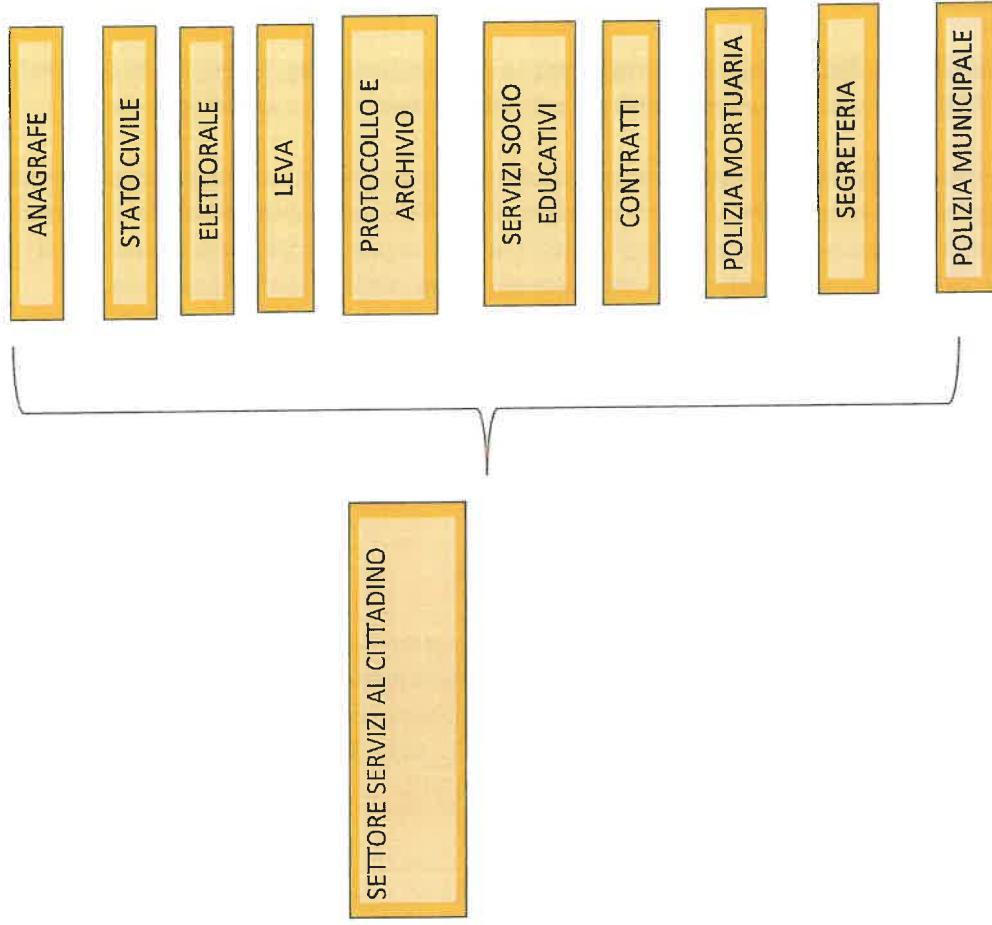 SETTORE SERVIZI AL CITTADINO
ANAGRAFE
STATO CIVILE
ELETTORALE
LEVA
PROTOCOLLO E
ARCHIVIO
SERVIZI SOCIO
EDUCATIVI
CONTRATTI
POLIZIA MORTUARIA
SEGRETERIA
POLIZIA MUNICIPALE